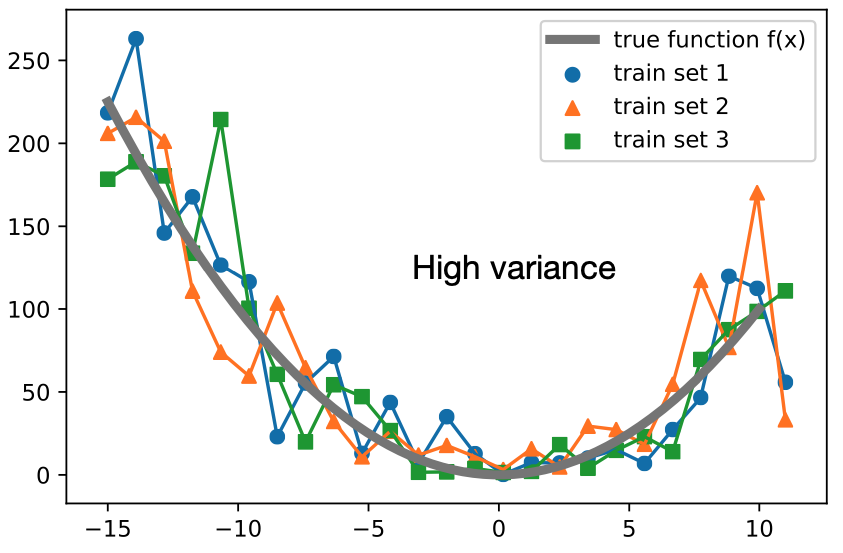 250
200
150
100
50
0
true function f(x)
train set 1
train set 2
train set 3
High variance
−15 −10 −5 0 5 10